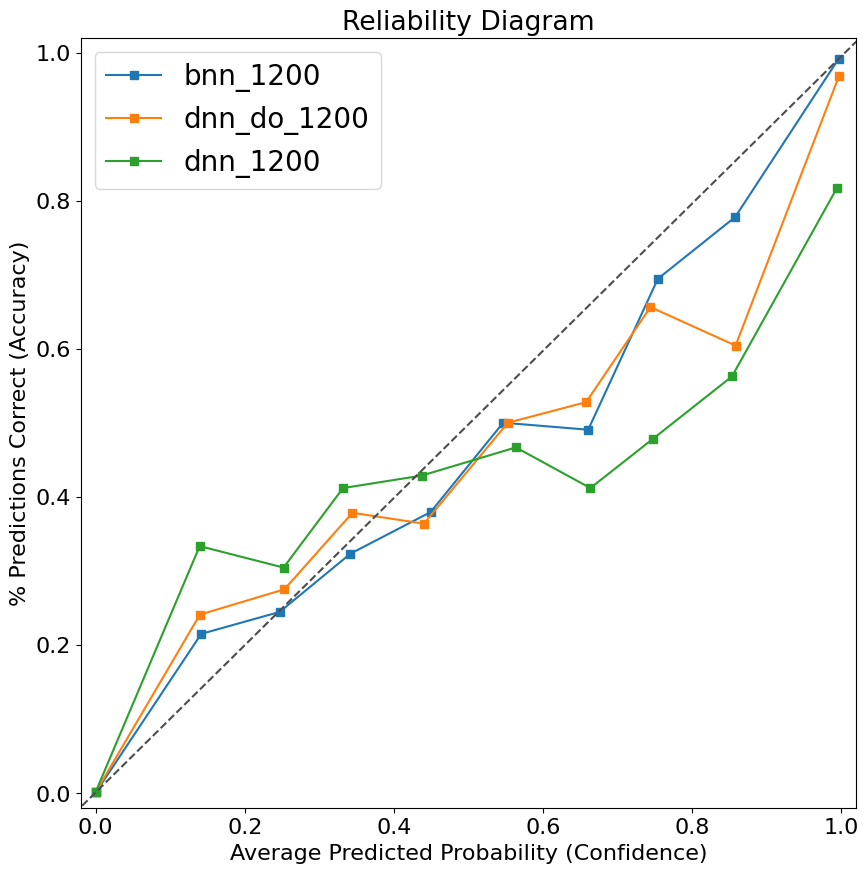 Reliability Diagram
bnn_1200
dnn_do_1200
dnn_1200
% Predictions Correct (Accuracy)
1.0
0.8
0.6
0.4
0.2
0.0
0.0 0.2 0.4 0.6 0.8 1.0
Average Predicted Probability (Confidence)